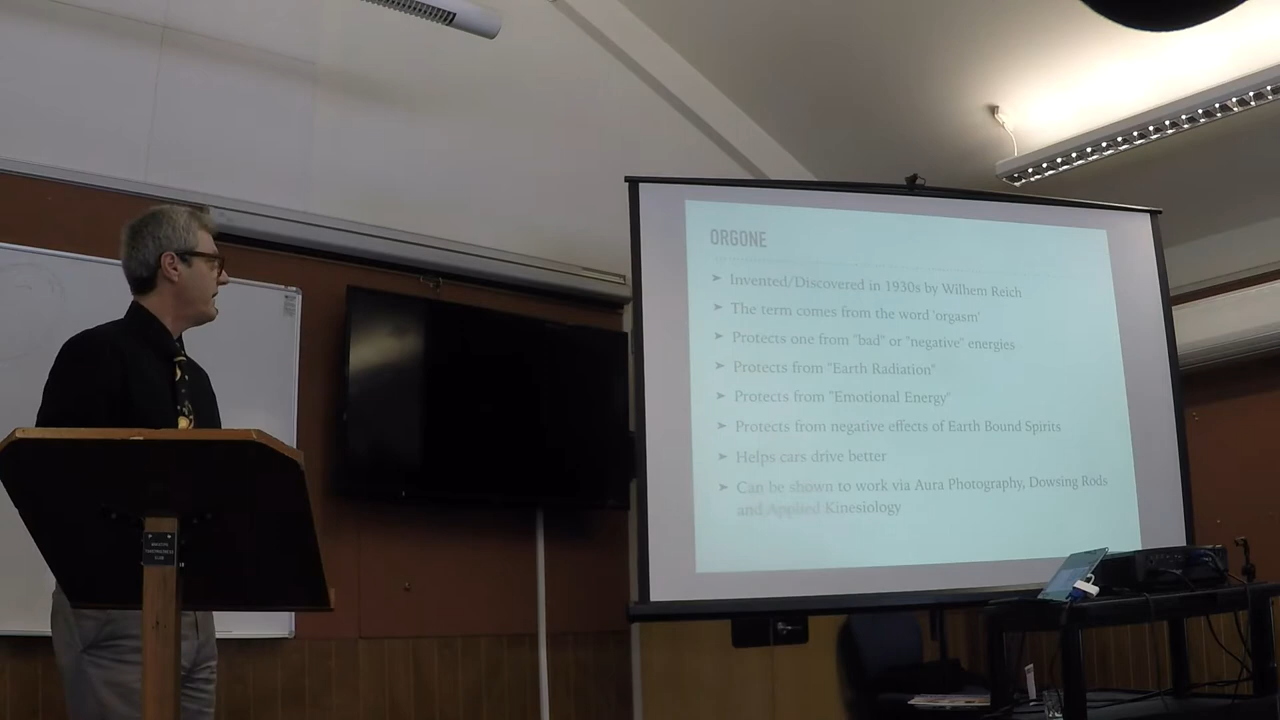 ORGONE
➤ Invented/Discovered in 1930s by Wilhem Reich
➤ The term comes from the word 'orgasm'
➤ Protects one from "bad" or "negative" energies
➤ Protects from "Earth Radiation"
➤ Protects from "Emotional Energy"
➤ Protects from negative effects of Earth Bound Spirits
➤ Helps cars drive better
➤ Can be shown to work via Aura Photography, Dowsing Rods
and Applied Kinesiology